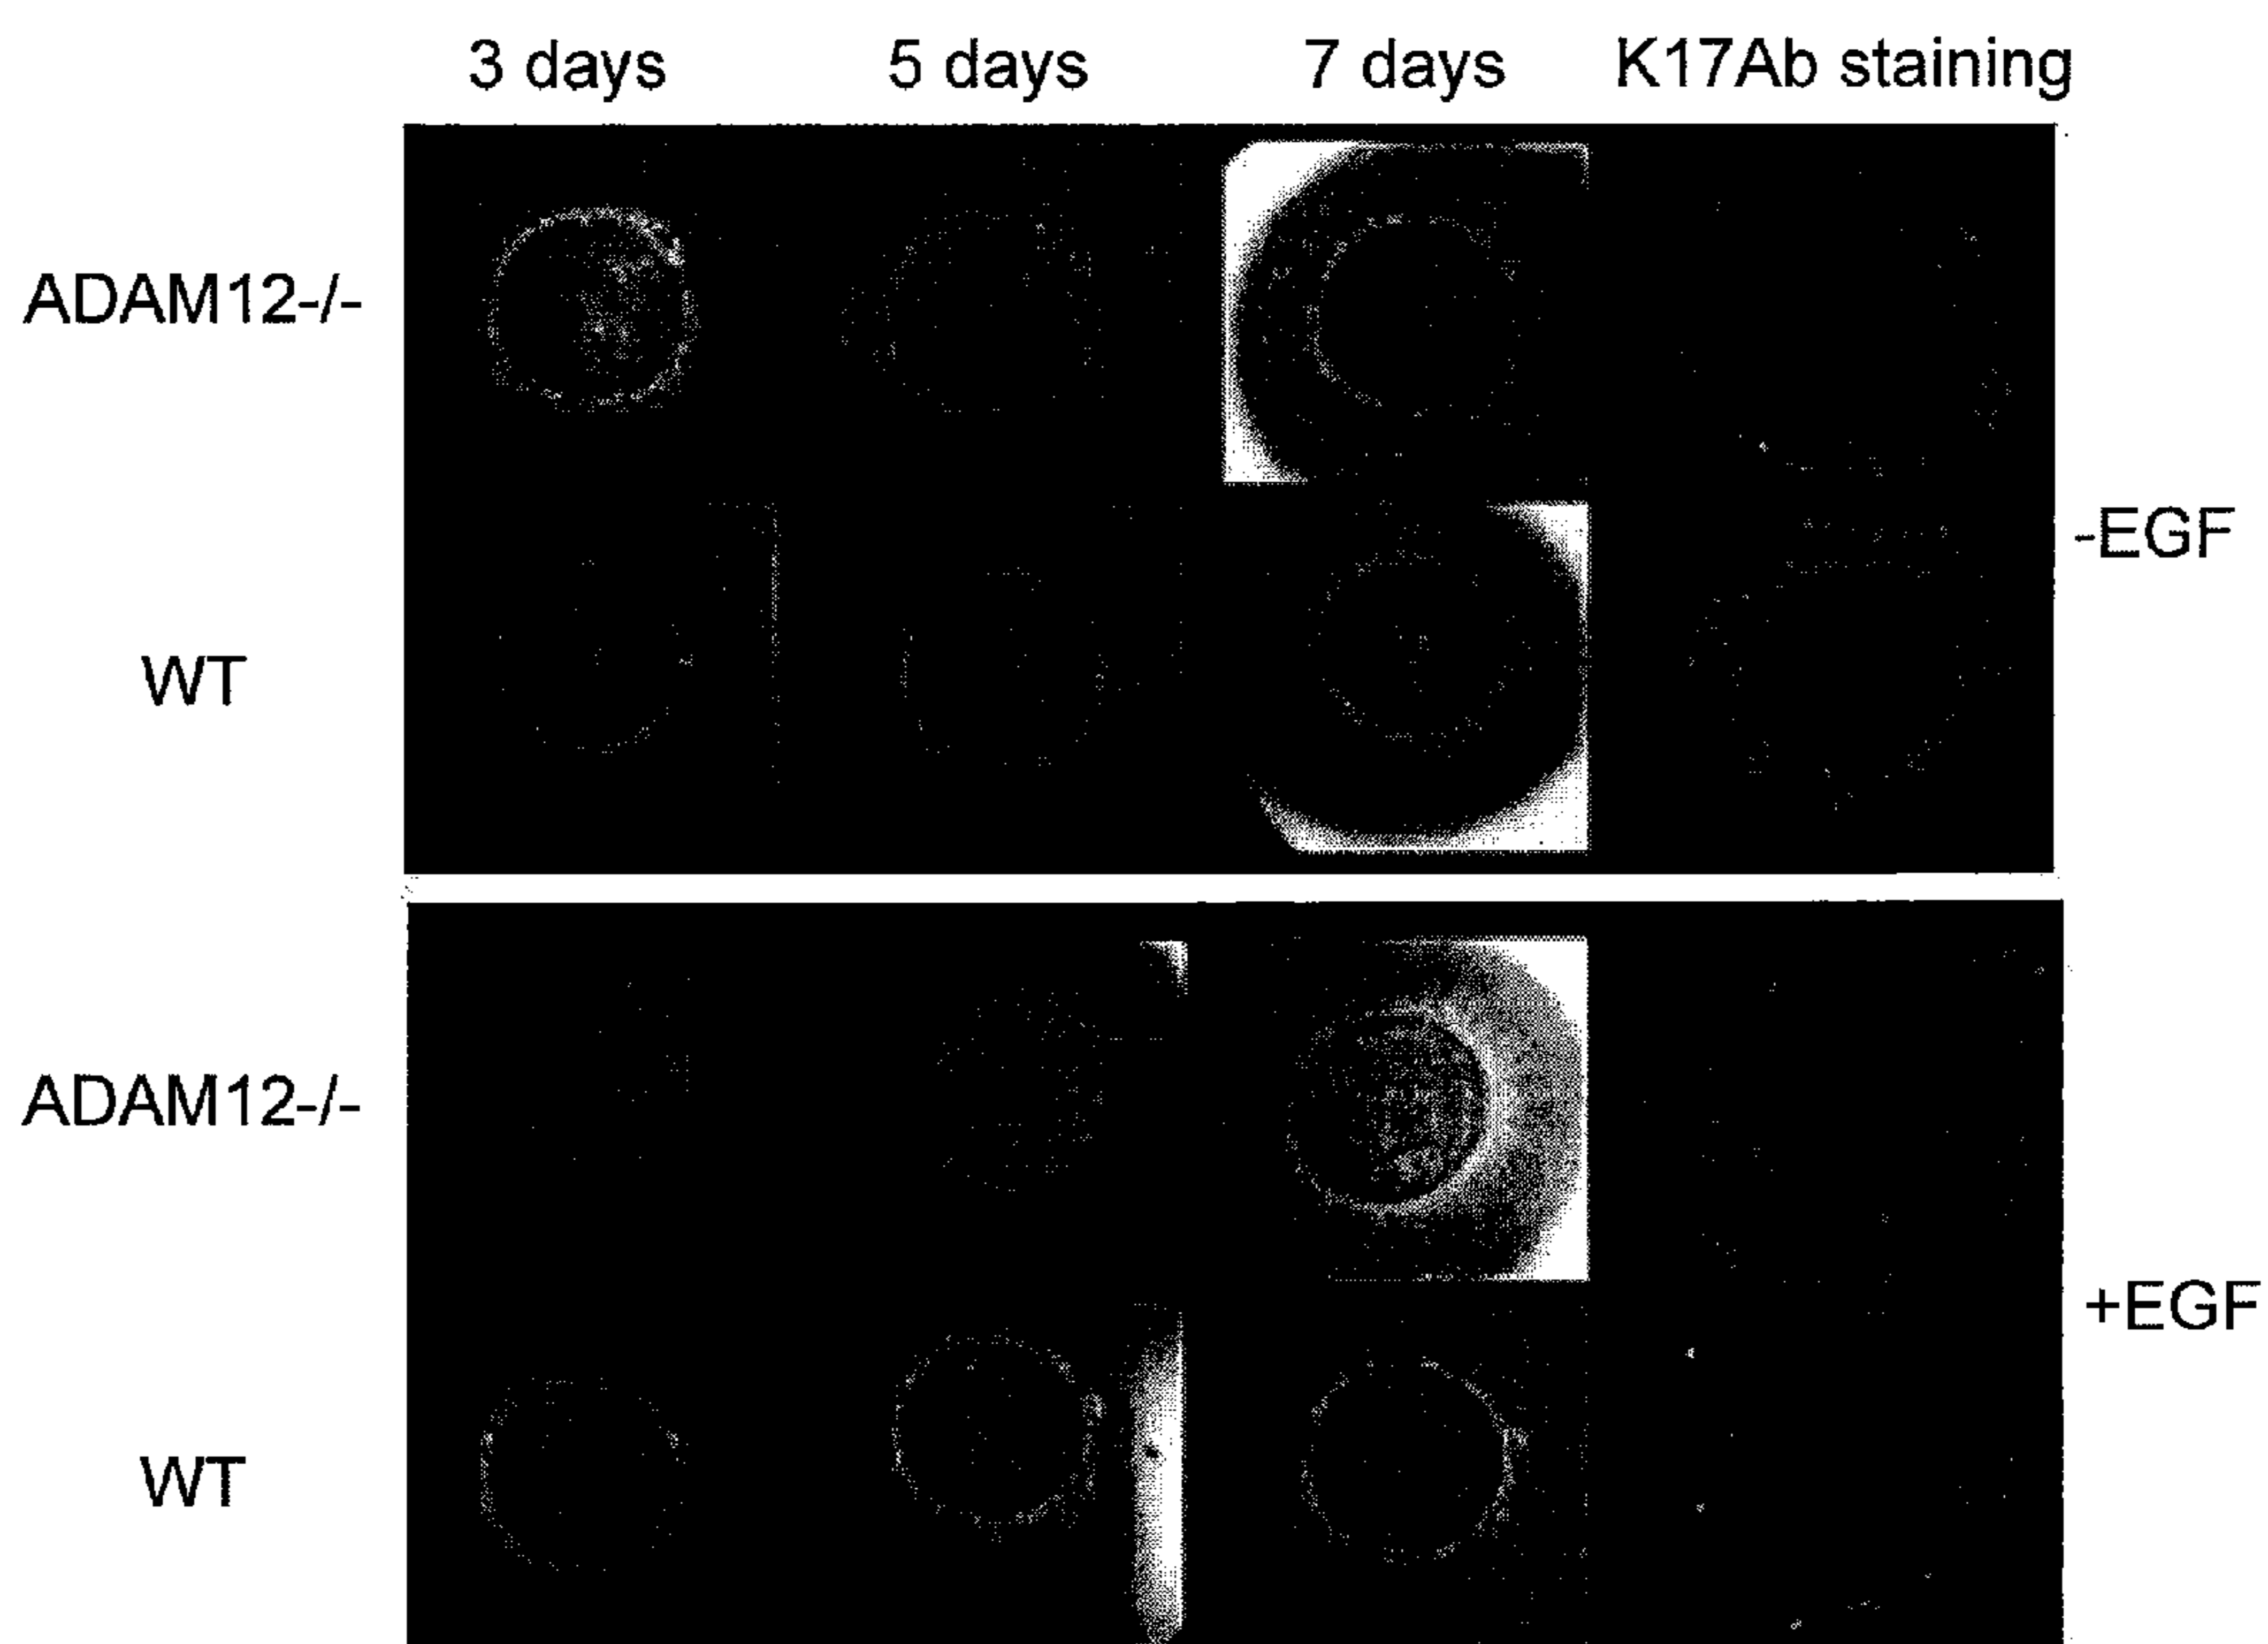 3 days 5 days 7 days K17Ab staining
ADAM12-/-
-EGF
WT
ADAM12-/-
+EGF
WT